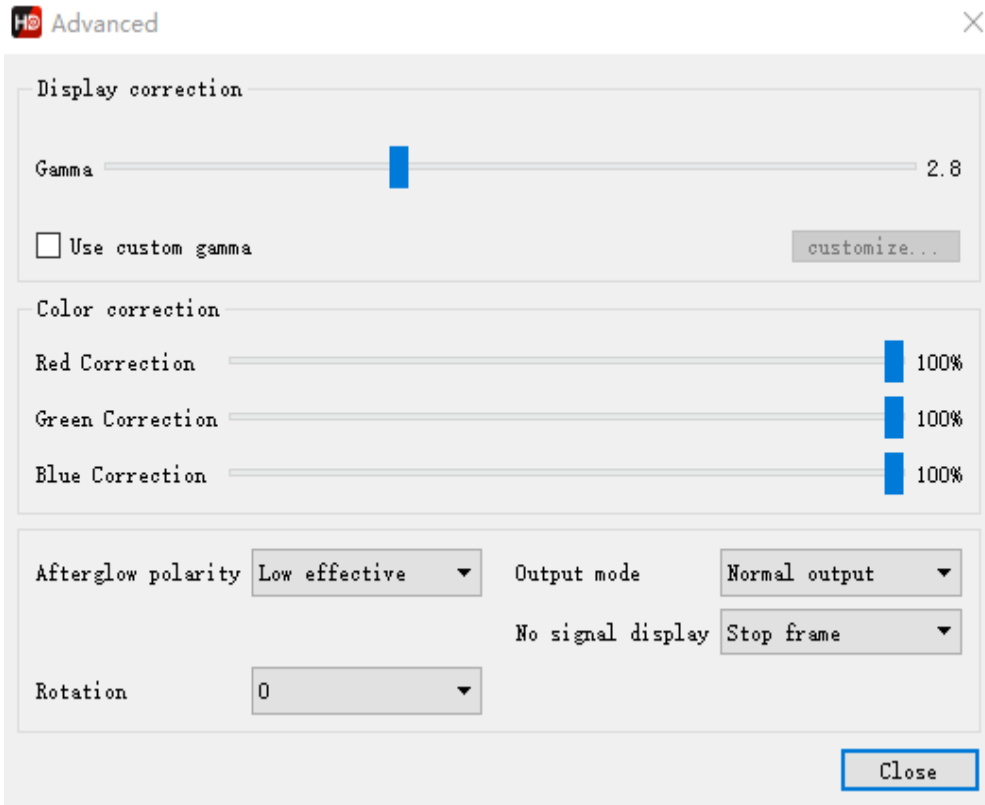 HD Advanced
Display correction
Gamma 2.8
Use custom gamma customize...
Color correction
Red Correction 100%
Green Correction 100%
Blue Correction 100%
Afterglow polarity Low effective Output mode Normal output
No signal display Stop frame
Rotation 0
Close